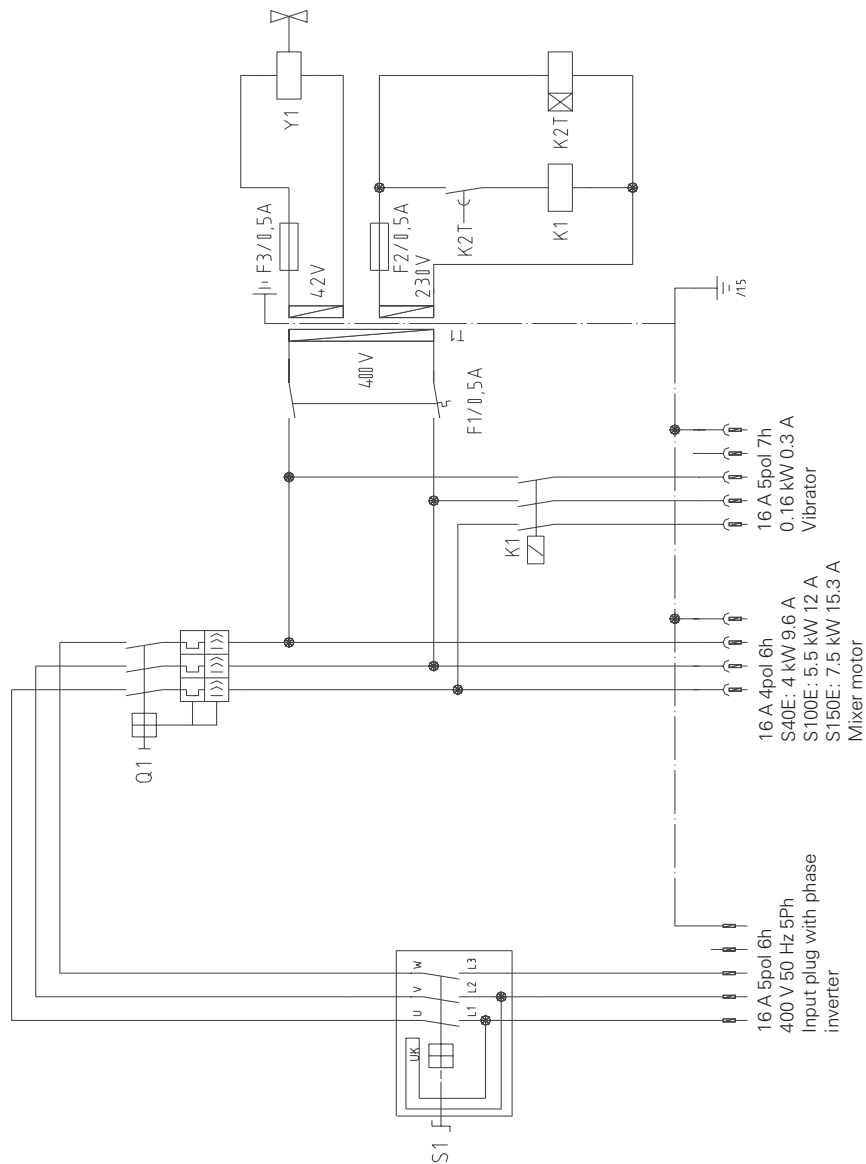 Y1
F3/0,5A
42V
K2T
K2T
K1
F2/0,5A
230V
T1
400V
F1/0,5A
/15
K1
16 A 5pol 7h
0.16 kW 0.3 A
Vibrator
Q1
I>>
I>>
I>>
16 A 4pol 6h
S40E: 4 kW 9.6 A
S100E: 5.5 kW 12 A
S150E: 7.5 kW 15.3 A
Mixer motor
U V W
L1 L2 L3
UK
S1
16 A 5pol 6h
400 V 50 Hz 5Ph
Input plug with phase
inverter